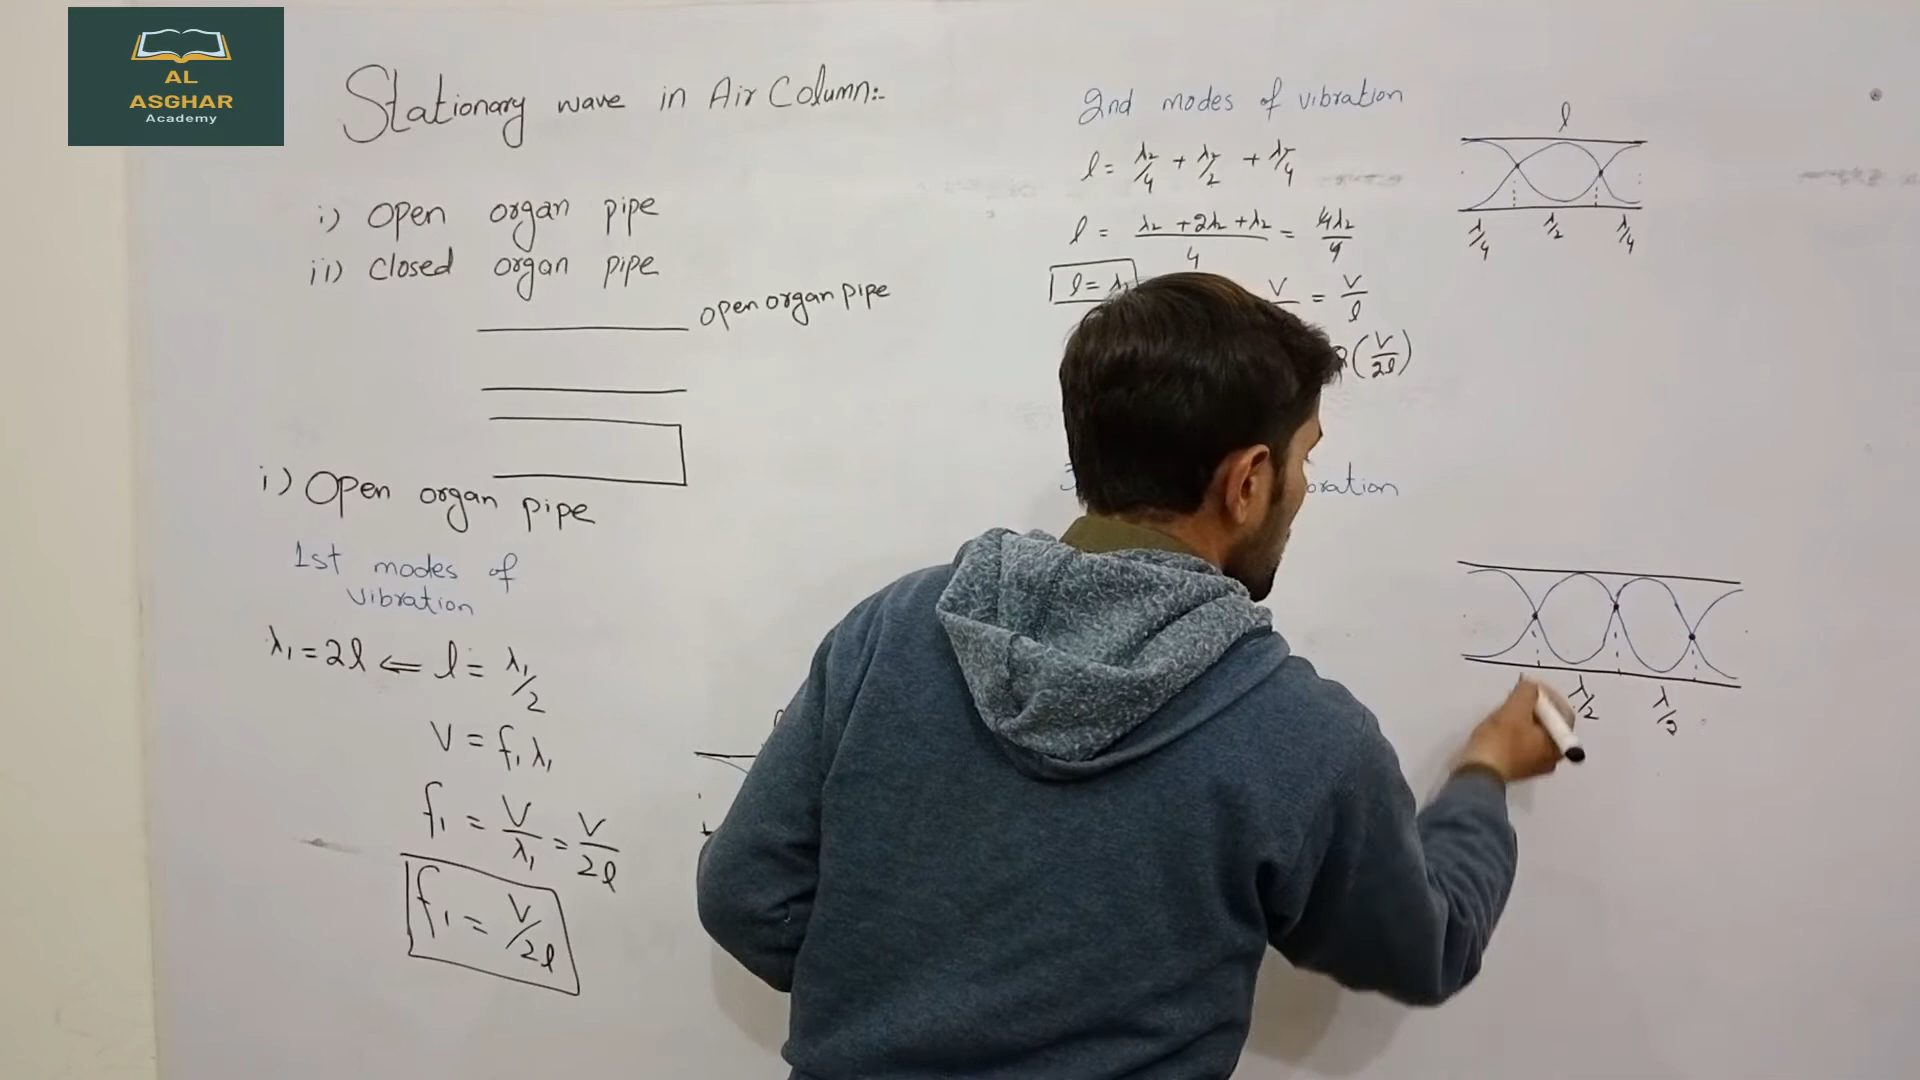 AL
ASGHAR
Academy
Stationary wave in Air Column:-
i) Open organ pipe
ii) Closed organ pipe
open organ pipe
i) Open organ pipe
1st modes of
vibration
λ₁ = 2l ⇐ l = λ₁/2
V = f₁ λ₁
f₁ = V/λ₁ = V/2l
f₁ = V/2l
2nd modes of vibration
l = λ₂/4 + λ₂/2 + λ₂/4
l = λ₂ + 2λ₂ + λ₂ / 4 = 4λ₂/4
l = λ₂
V = V/l
(V/2l)
l
λ/4 λ/2 λ/4
λ/2 λ/2